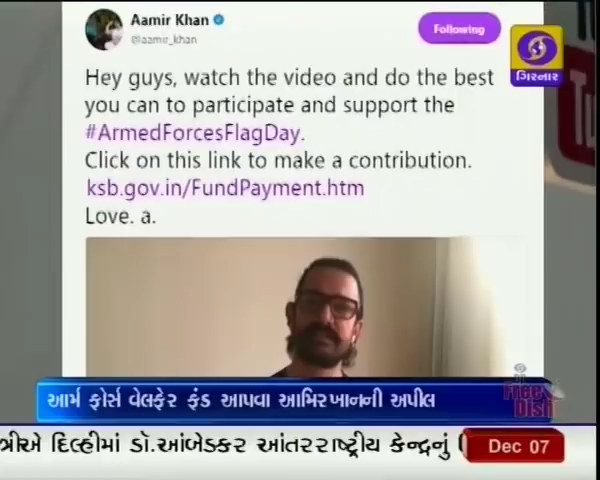 Aamir Khan
@aamir_khan
Following
Hey guys, watch the video and do the best
you can to participate and support the
#ArmedForcesFlagDay.
Click on this link to make a contribution.
ksb.gov.in/FundPayment.htm
Love. a.
ગિરનાર
આર્મ ફોર્સ વેલફેર ફંડ આપવા આમિરખાનની અપીલ
Free
Dish
ત્રીએ દિલ્હીમાં ડૉ.આંબેડકર આંતરરાષ્ટ્રીય કેન્દ્રનું
Dec 07